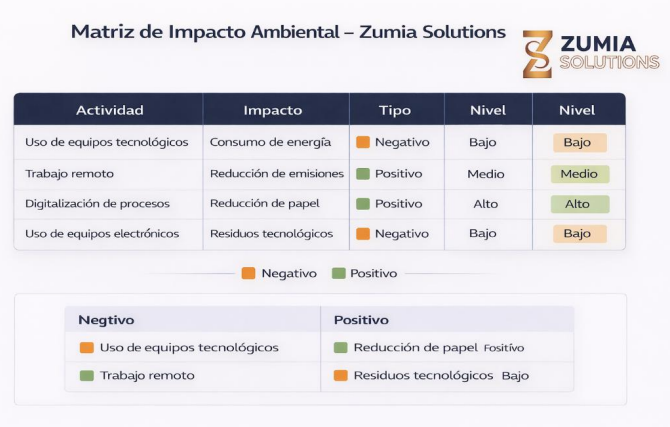 Matriz de Impacto Ambiental – Zumia Solutions
ZUMIA
SOLUTIONS
Actividad Impacto Tipo Nivel Nivel
Uso de equipos tecnológicos Consumo de energía Negativo Bajo Bajo
Trabajo remoto Reducción de emisiones Positivo Medio Medio
Digitalización de procesos Reducción de papel Positivo Alto Alto
Uso de equipos electrónicos Residuos tecnológicos Negativo Bajo Bajo
Negativo Positivo
Negtivo Positivo
Uso de equipos tecnológicos Reducción de papel Fositívo
Trabajo remoto Residuos tecnológicos Bajo